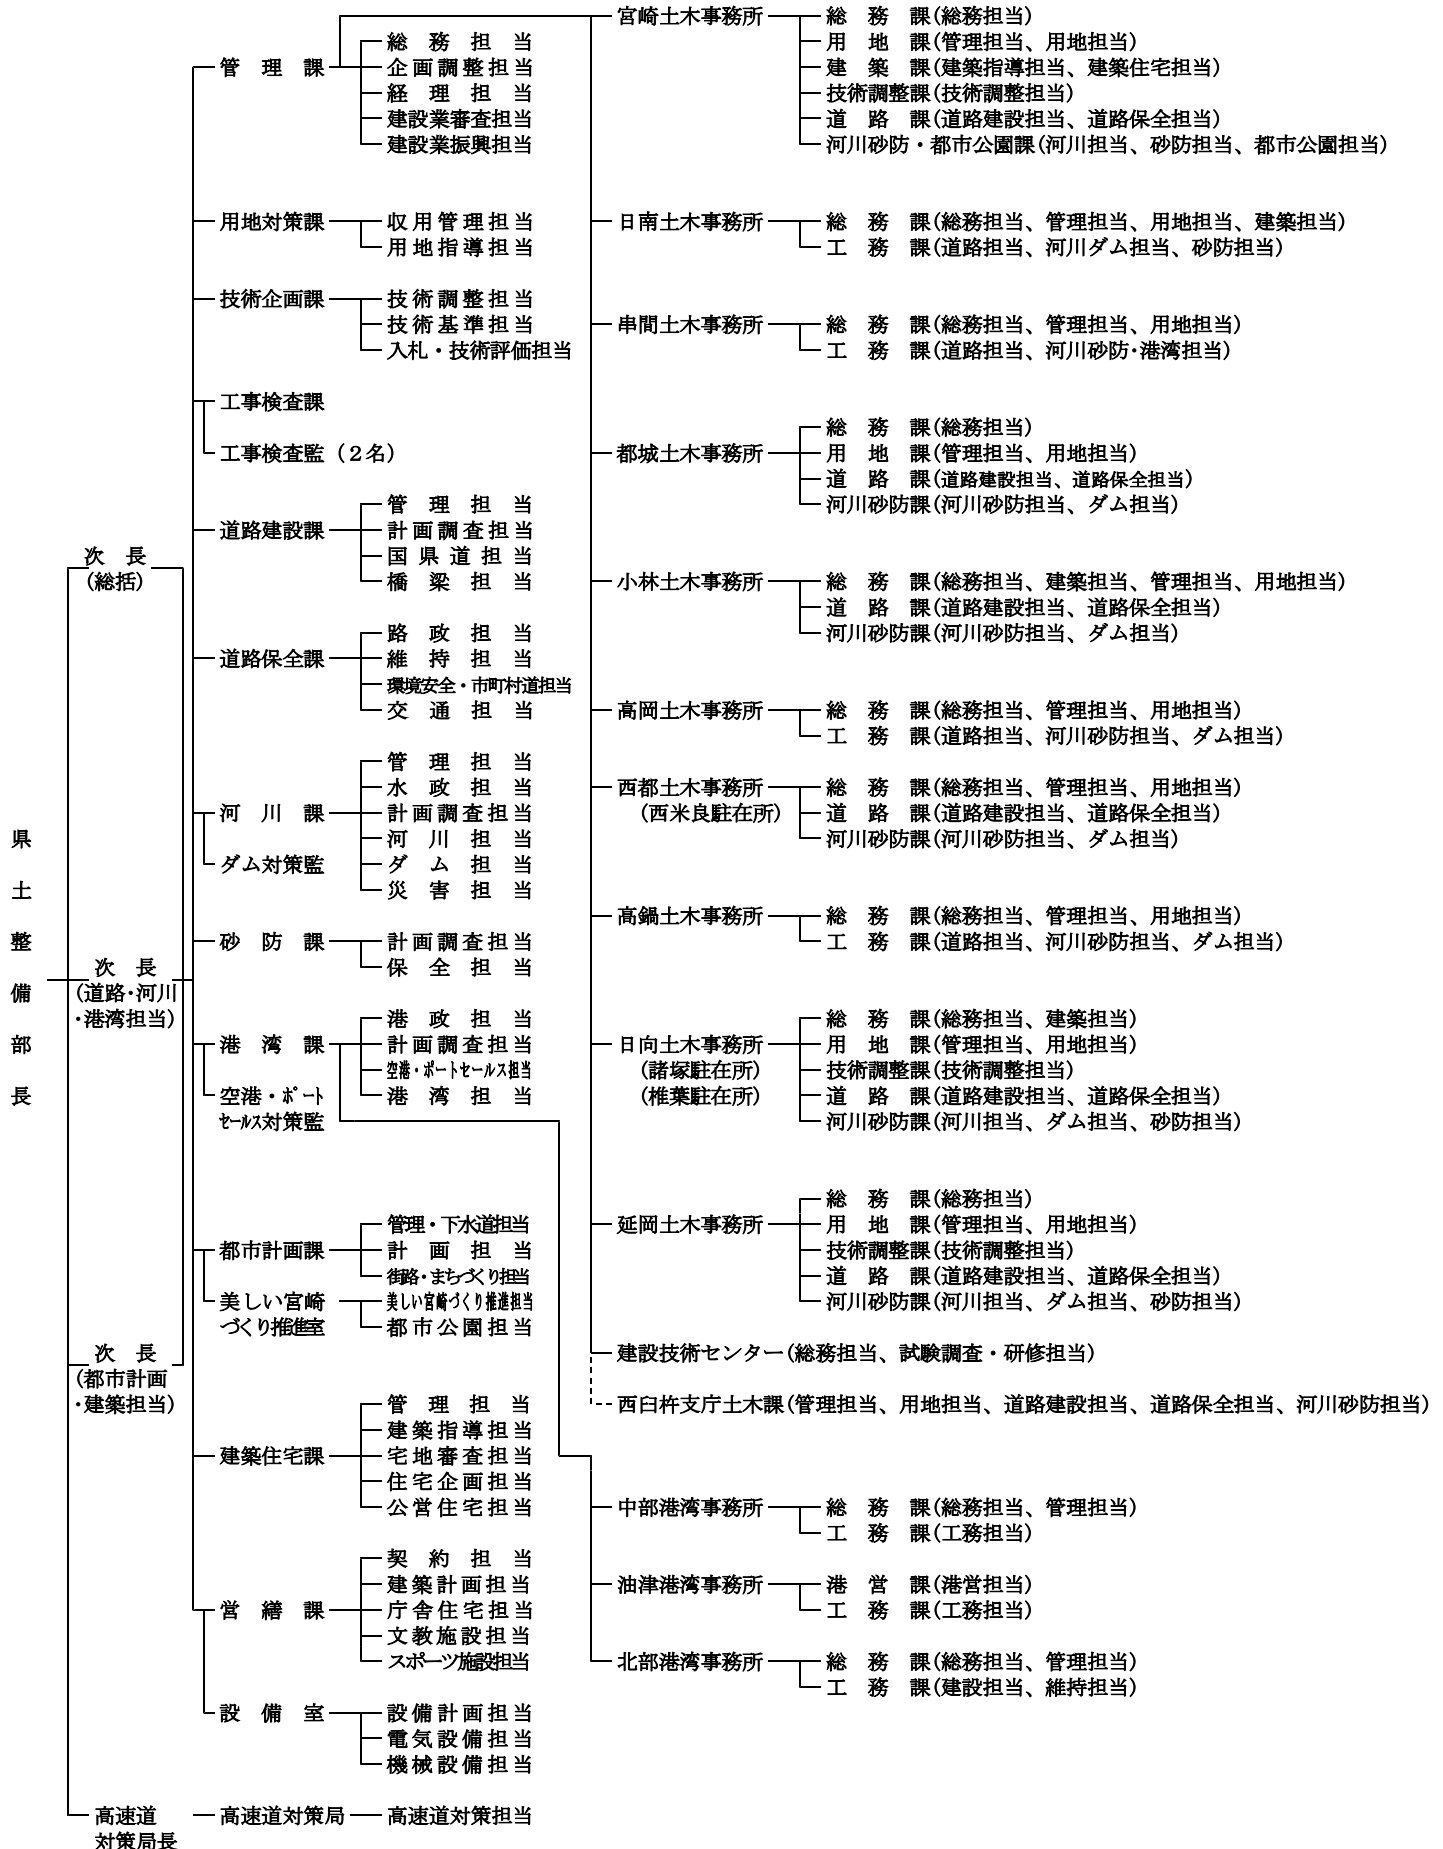 県土整備部長
次　長
(総括)
次　長
(道路・河川
・港湾担当)
次　長
(都市計画
・建築担当)
高速道
対策局長
管　理　課
総　務　担　当
企画調整担当
経　理　担　当
建設業審査担当
建設業振興担当
用地対策課
収用管理担当
用地指導担当
技術企画課
技術調整担当
技術基準担当
入札・技術評価担当
工事検査課
工事検査監（２名）
道路建設課
管　理　担　当
計画調査担当
国県道担当
橋　梁　担　当
道路保全課
路　政　担　当
維　持　担　当
環境安全・市町村道担当
交　通　担　当
河　川　課
ダム対策監
管　理　担　当
水　政　担　当
計画調査担当
河　川　担　当
ダ　ム　担　当
災　害　担　当
砂　防　課
計画調査担当
保　全　担　当
港　湾　課
空港・ポート
セールス対策監
港　政　担　当
計画調査担当
空港・ポートセールス担当
港　湾　担　当
都市計画課
管理・下水道担当
計　画　担　当
街路・まちづくり担当
美しい宮崎
づくり推進室
美しい宮崎づくり推進担当
都市公園担当
建築住宅課
管　理　担　当
建築指導担当
宅地審査担当
住宅企画担当
公営住宅担当
営　繕　課
契　約　担　当
建築計画担当
庁舎住宅担当
文教施設担当
スポーツ施設担当
設　備　室
設備計画担当
電気設備担当
機械設備担当
高速道対策局
高速道対策担当
宮崎土木事務所
総　務　課(総務担当)
用　地　課(管理担当、用地担当)
建　築　課(建築指導担当、建築住宅担当)
技術調整課(技術調整担当)
道　路　課(道路建設担当、道路保全担当)
河川砂防・都市公園課(河川担当、砂防担当、都市公園担当)
日南土木事務所
総　務　課(総務担当、管理担当、用地担当、建築担当)
工　務　課(道路担当、河川ダム担当、砂防担当)
串間土木事務所
総　務　課(総務担当、管理担当、用地担当)
工　務　課(道路担当、河川砂防・港湾担当)
都城土木事務所
総　務　課(総務担当)
用　地　課(管理担当、用地担当)
道　路　課(道路建設担当、道路保全担当)
河川砂防課(河川砂防担当、ダム担当)
小林土木事務所
総　務　課(総務担当、建築担当、管理担当、用地担当)
道　路　課(道路建設担当、道路保全担当)
河川砂防課(河川砂防担当、ダム担当)
高岡土木事務所
総　務　課(総務担当、管理担当、用地担当)
工　務　課(道路担当、河川砂防担当、ダム担当)
西都土木事務所
(西米良駐在所)
総　務　課(総務担当、管理担当、用地担当)
道　路　課(道路建設担当、道路保全担当)
河川砂防課(河川砂防担当、ダム担当)
高鍋土木事務所
総　務　課(総務担当、管理担当、用地担当)
工　務　課(道路担当、河川砂防担当、ダム担当)
日向土木事務所
(諸塚駐在所)
(椎葉駐在所)
総　務　課(総務担当、建築担当)
用　地　課(管理担当、用地担当)
技術調整課(技術調整担当)
道　路　課(道路建設担当、道路保全担当)
河川砂防課(河川担当、ダム担当、砂防担当)
延岡土木事務所
総　務　課(総務担当)
用　地　課(管理担当、用地担当)
技術調整課(技術調整担当)
道　路　課(道路建設担当、道路保全担当)
河川砂防課(河川担当、ダム担当、砂防担当)
建設技術センター(総務担当、試験調査・研修担当)
西臼杵支庁土木課(管理担当、用地担当、道路建設担当、道路保全担当、河川砂防担当)
中部港湾事務所
総　務　課(総務担当、管理担当)
工　務　課(工務担当)
油津港湾事務所
港　営　課(港営担当)
工　務　課(工務担当)
北部港湾事務所
総　務　課(総務担当、管理担当)
工　務　課(建設担当、維持担当)